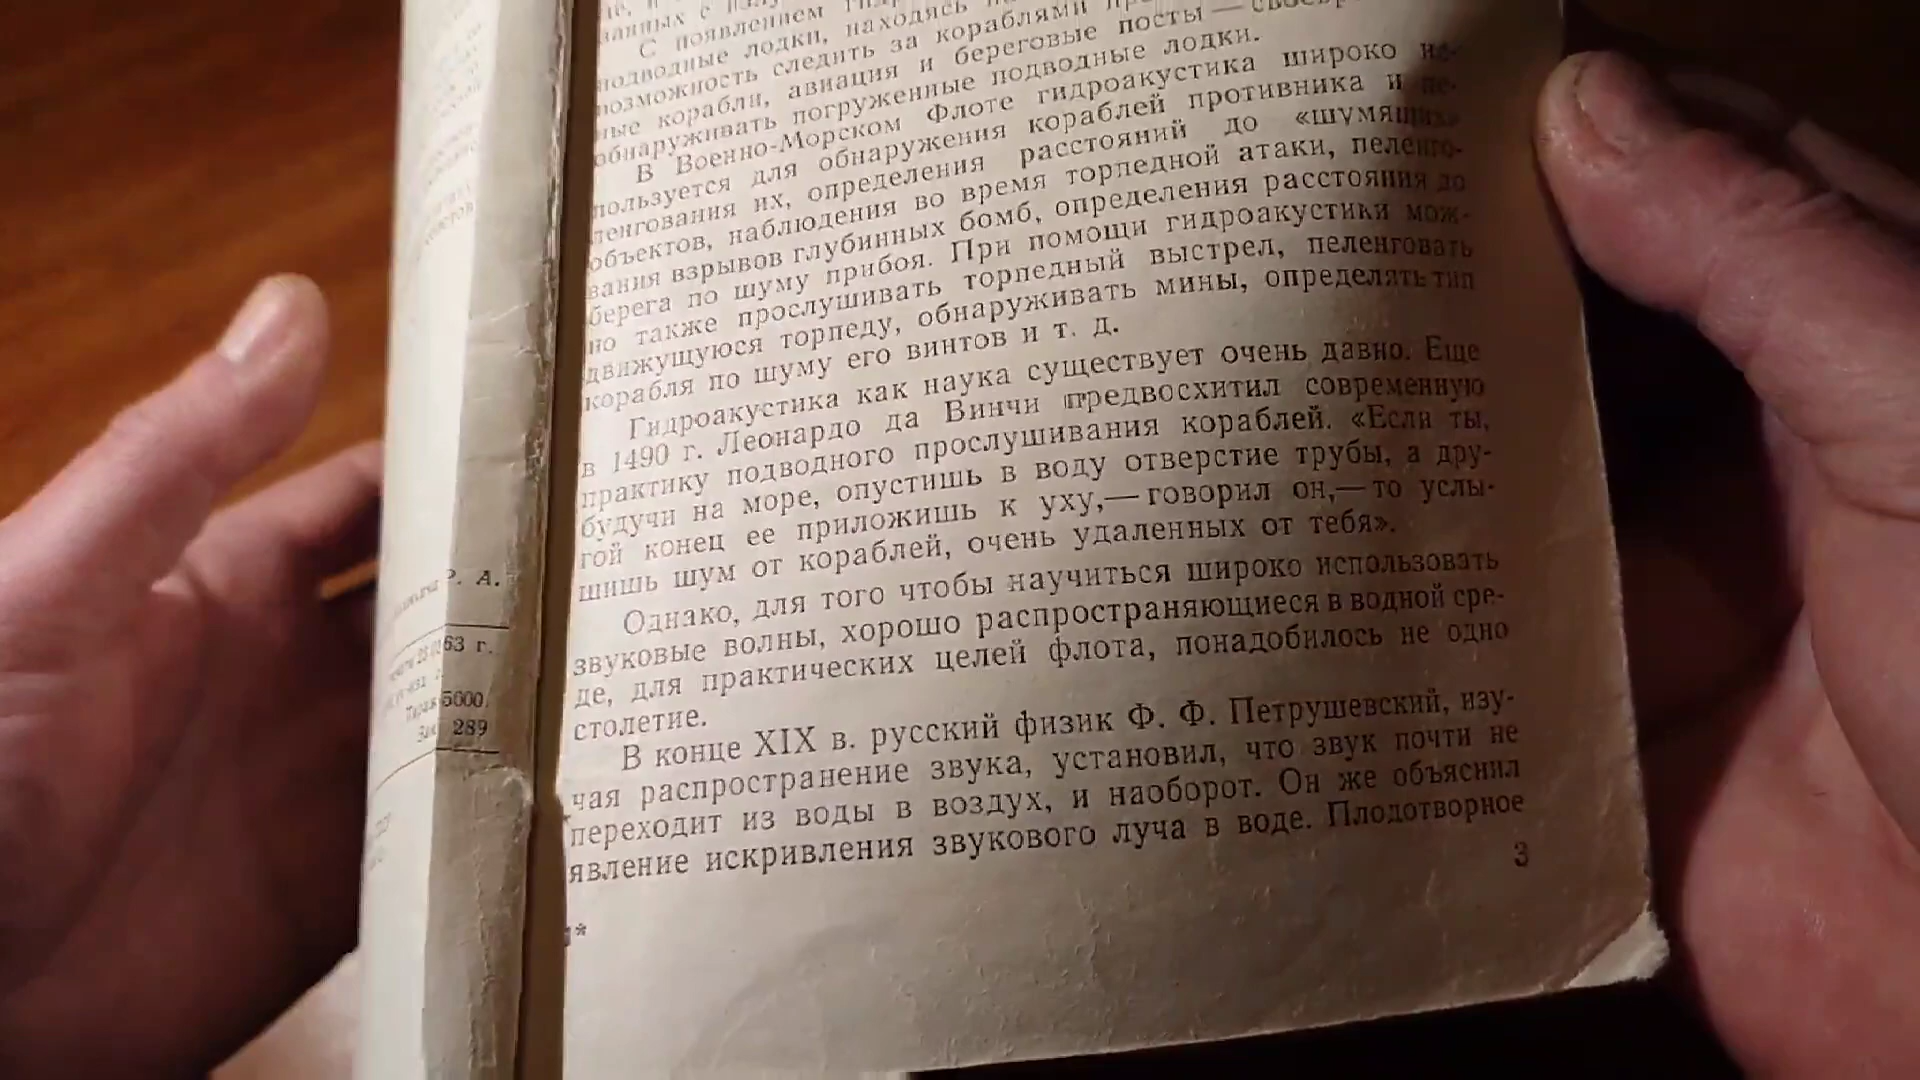 Р. А.
63 г.
5000.
Зак. 289
С появлением
подводные лодки, находясь
возможность следить за кораблями
ные корабли, авиация и береговые посты —
обнаруживать погруженные подводные лодки.
В Военно-Морском Флоте гидроакустика широко ис-
пользуется для обнаружения кораблей противника и пе-
ленгования их, определения расстояний до «шумящих»
объектов, наблюдения во время торпедной атаки, пеленго-
вания взрывов глубинных бомб, определения расстояния до
берега по шуму прибоя. При помощи гидроакустики мож-
но также прослушивать торпедный выстрел, пеленговать
движущуюся торпеду, обнаруживать мины, определять тип
корабля по шуму его винтов и т. д.
Гидроакустика как наука существует очень давно. Еще
в 1490 г. Леонардо да Винчи предвосхитил современную
практику подводного прослушивания кораблей. «Если ты,
будучи на море, опустишь в воду отверстие трубы, а дру-
гой конец ее приложишь к уху,— говорил он,— то услы-
шишь шум от кораблей, очень удаленных от тебя».
Однако, для того чтобы научиться широко использовать
звуковые волны, хорошо распространяющиеся в водной сре-
де, для практических целей флота, понадобилось не одно
столетие.
В конце XIX в. русский физик Ф. Ф. Петрушевский, изу-
чая распространение звука, установил, что звук почти не
переходит из воды в воздух, и наоборот. Он же объяснил
явление искривления звукового луча в воде. Плодотворное
3
1*